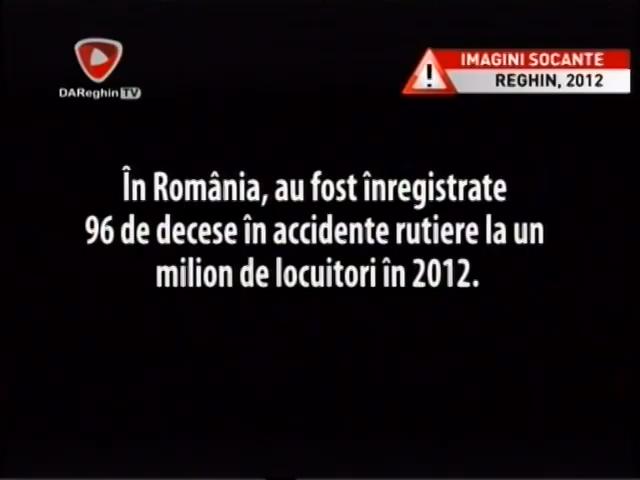 DAReghin TV
IMAGINI SOCANTE
REGHIN, 2012
În România, au fost înregistrate
96 de decese în accidente rutiere la un
milion de locuitori în 2012.